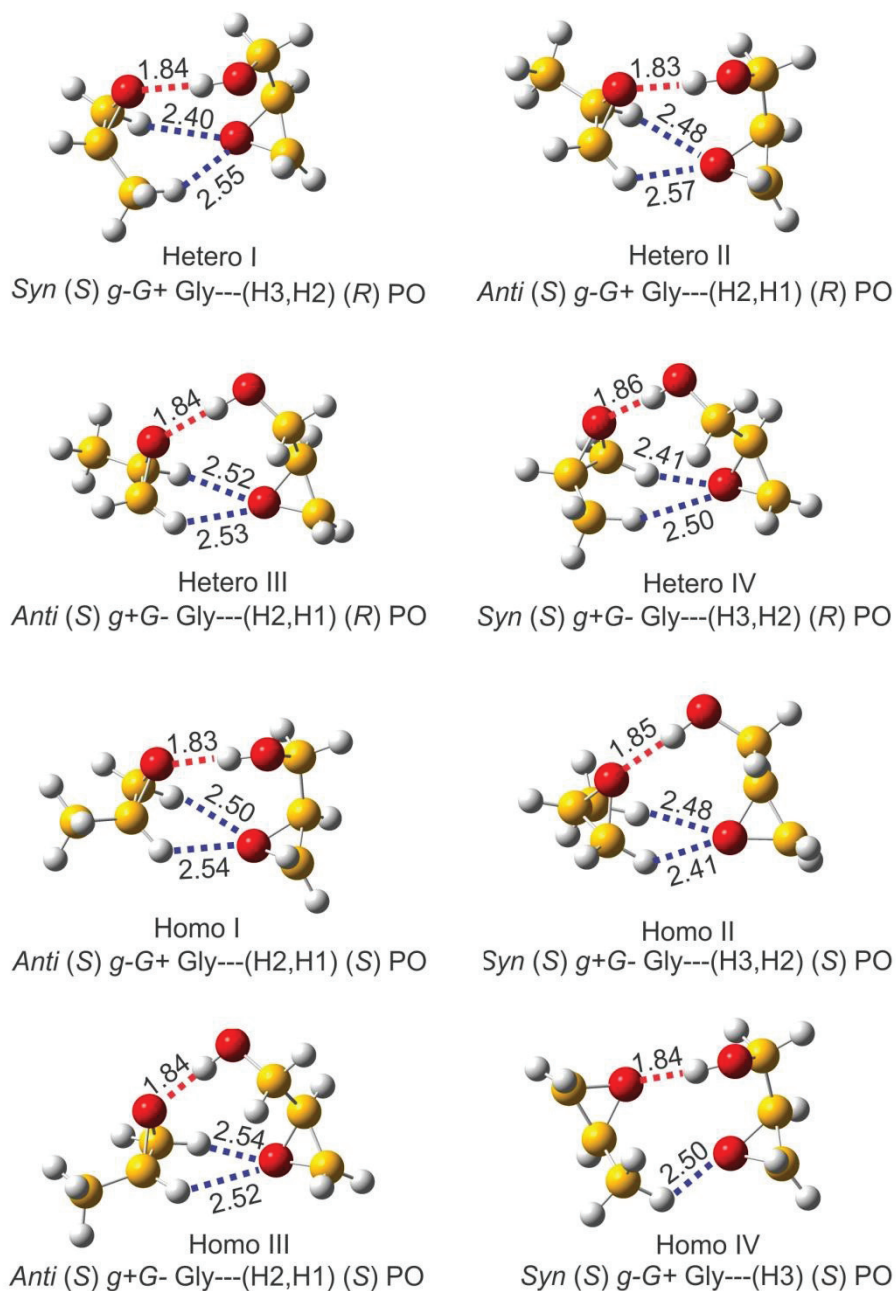 1.84
2.40
2.55
Hetero I
Syn (S) g-G+ Gly---(H3,H2) (R) PO
1.83
2.48
2.57
Hetero II
Anti (S) g-G+ Gly---(H2,H1) (R) PO
1.84
2.52
2.53
Hetero III
Anti (S) g+G- Gly---(H2,H1) (R) PO
1.86
2.41
2.50
Hetero IV
Syn (S) g+G- Gly---(H3,H2) (R) PO
1.83
2.50
2.54
Homo I
Anti (S) g-G+ Gly---(H2,H1) (S) PO
1.85
2.48
2.41
Homo II
Syn (S) g+G- Gly---(H3,H2) (S) PO
1.84
2.54
2.52
Homo III
Anti (S) g+G- Gly---(H2,H1) (S) PO
1.84
2.50
Homo IV
Syn (S) g-G+ Gly---(H3) (S) PO